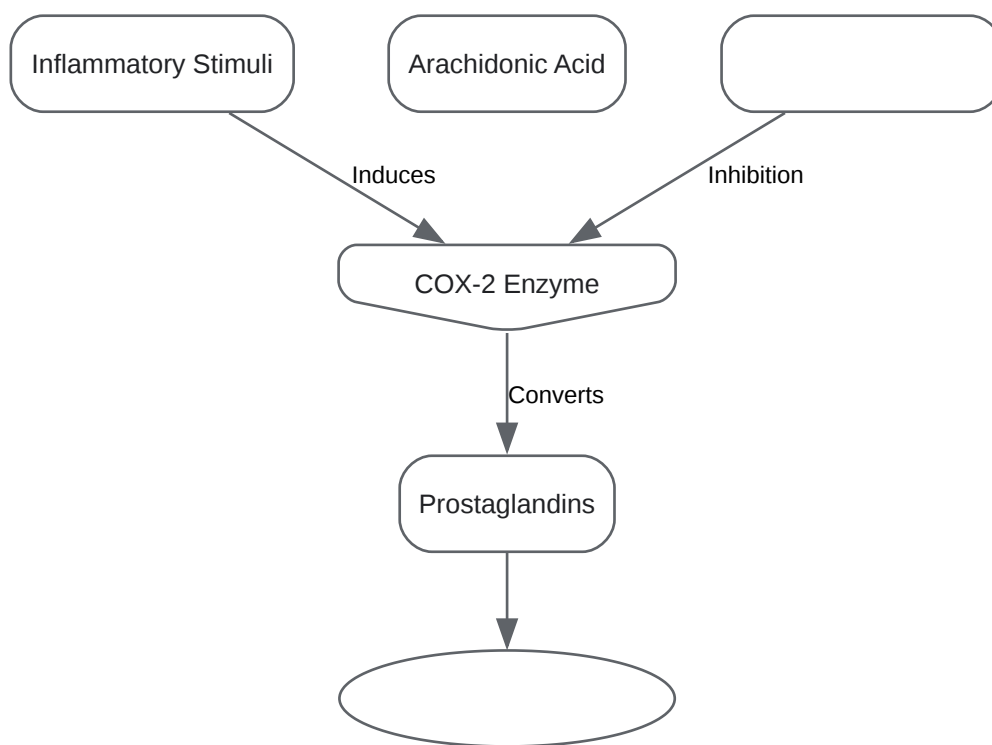 Inflammatory Stimuli
Arachidonic Acid
Induces
Inhibition
COX-2 Enzyme
Converts
Prostaglandins